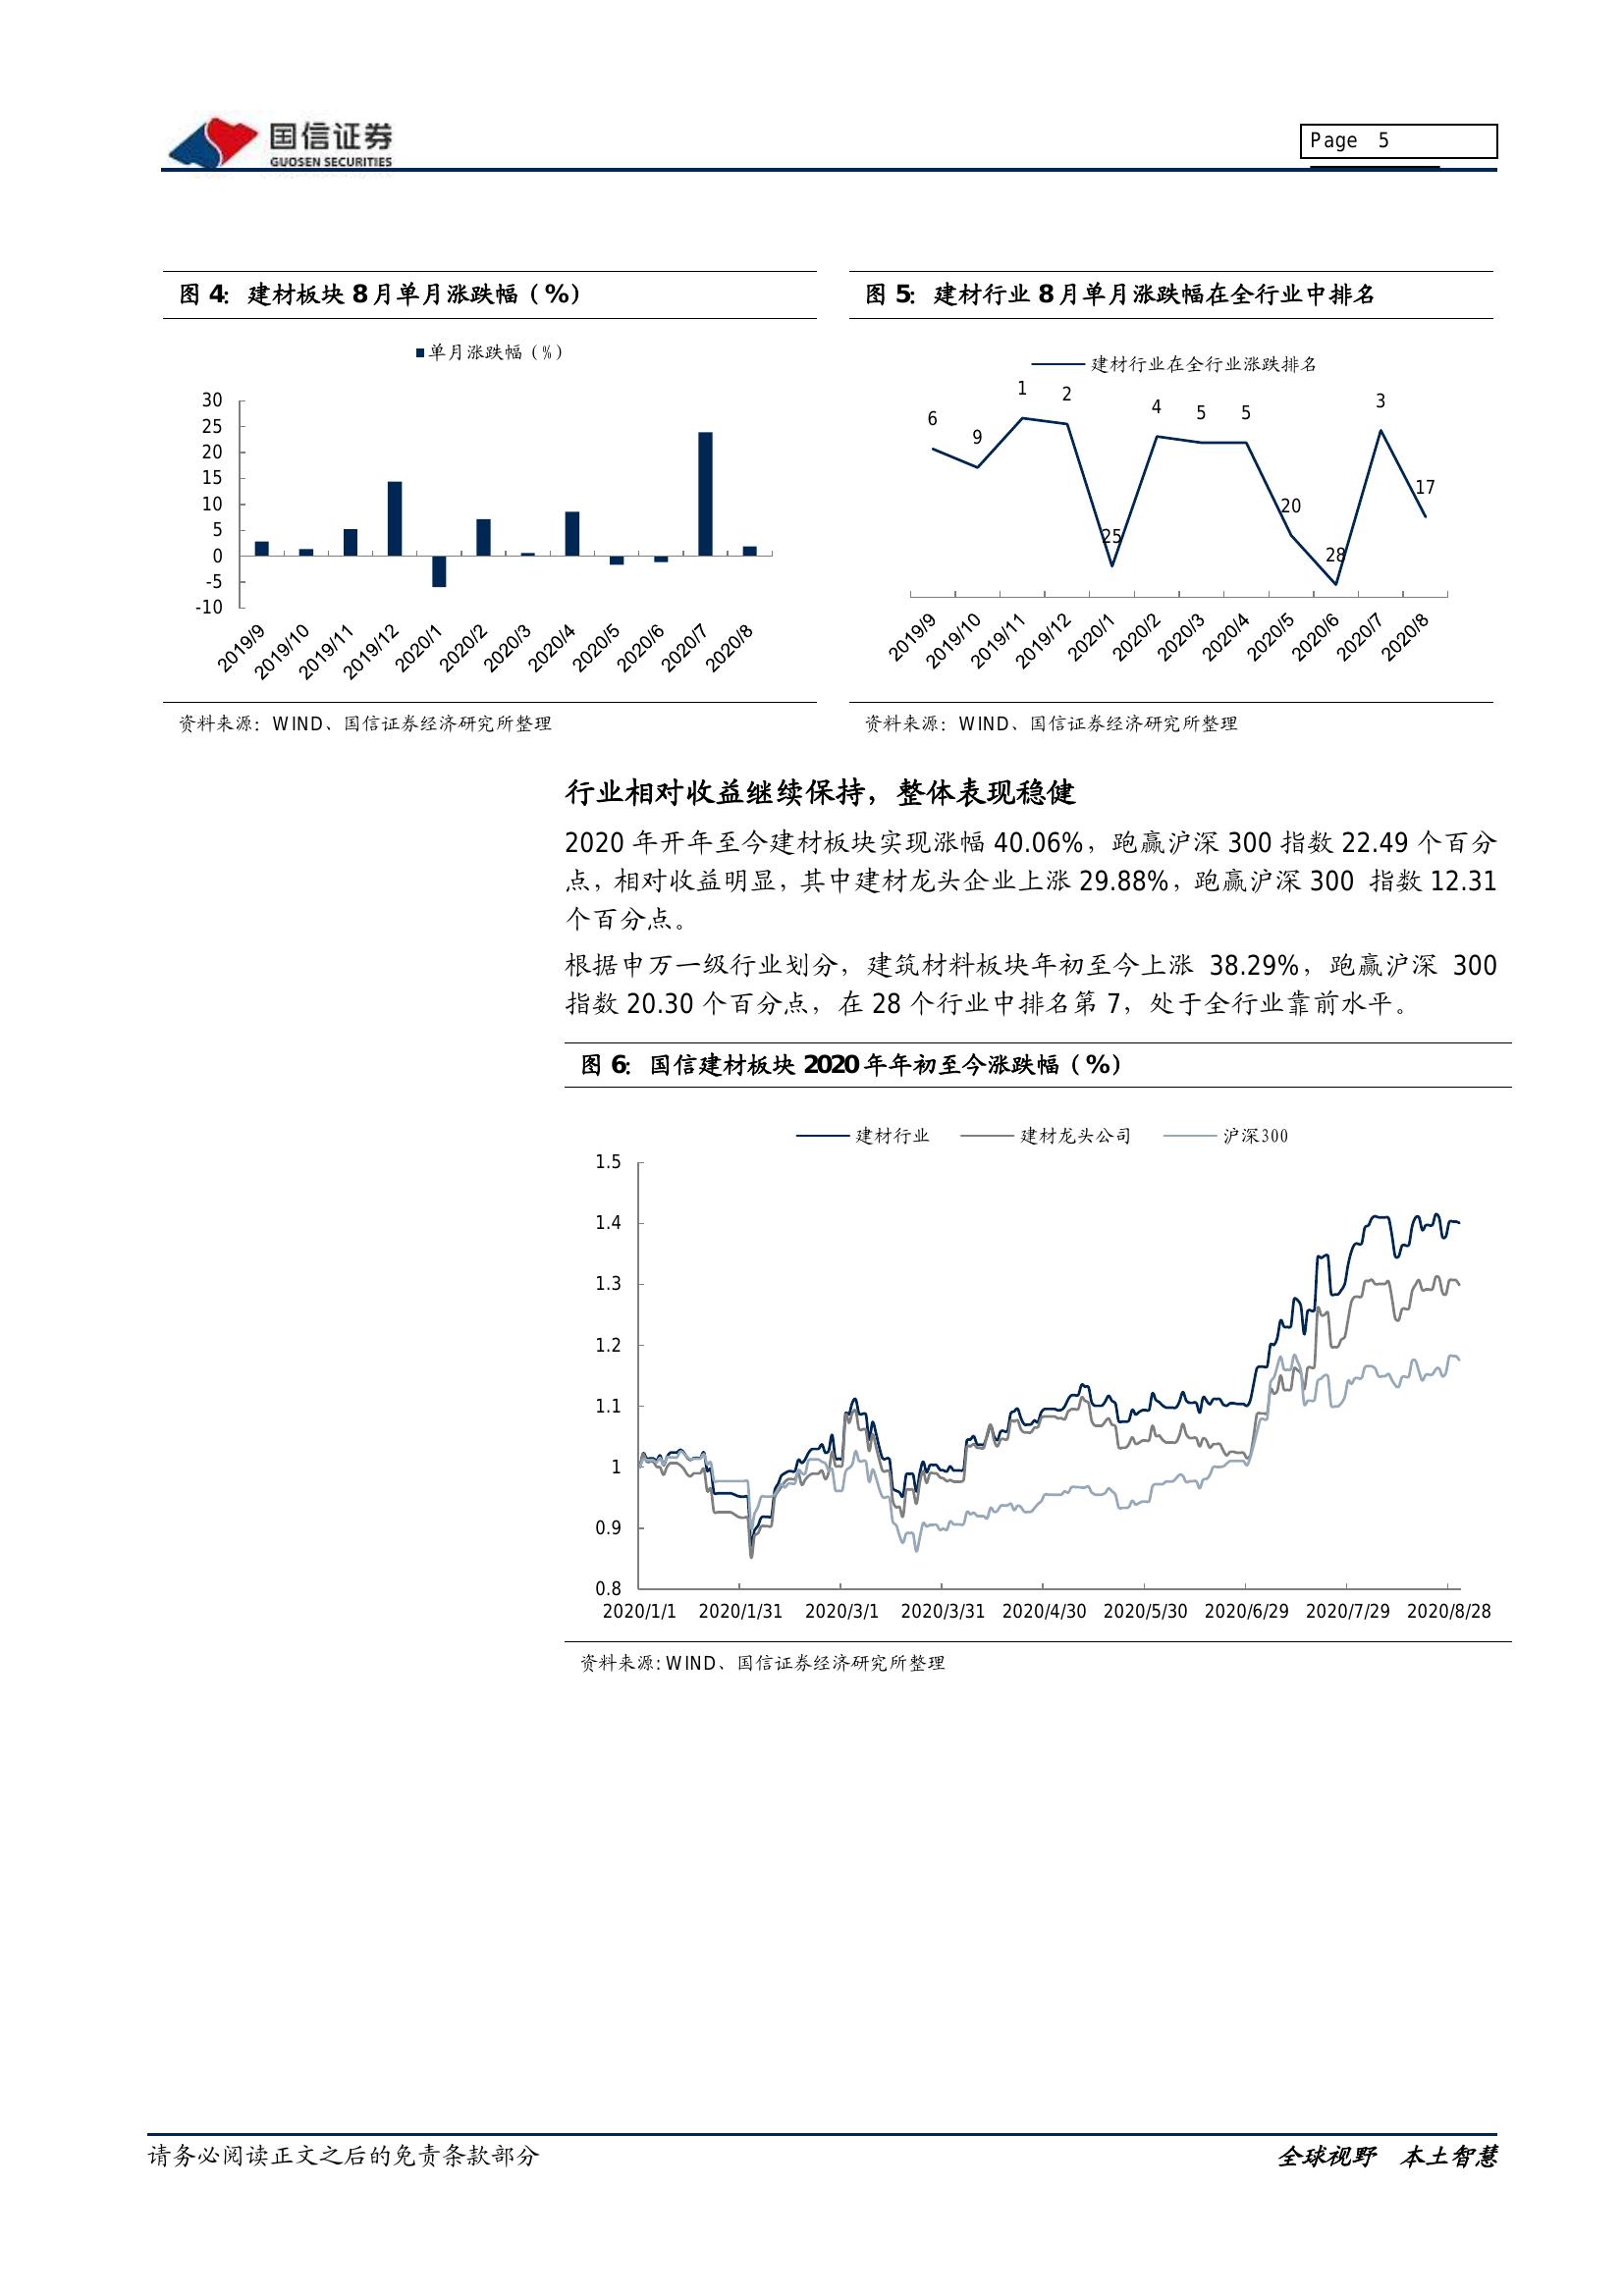 国信证券
GUOSEN SECURITIES
Page 5
图 4: 建材板块 8 月单月涨跌幅（%）
单月涨跌幅（%）
30
25
20
15
10
5
0
-5
-10
2019/9
2019/10
2019/11
2019/12
2020/1
2020/2
2020/3
2020/4
2020/5
2020/6
2020/7
2020/8
资料来源：WIND、国信证券经济研究所整理
图 5: 建材行业 8 月单月涨跌幅在全行业中排名
建材行业在全行业涨跌排名
6
9
1
2
25
4
5
5
20
28
3
17
2019/9
2019/10
2019/11
2019/12
2020/1
2020/2
2020/3
2020/4
2020/5
2020/6
2020/7
2020/8
资料来源：WIND、国信证券经济研究所整理
行业相对收益继续保持，整体表现稳健
2020 年开年至今建材板块实现涨幅 40.06%，跑赢沪深 300 指数 22.49 个百分
点，相对收益明显，其中建材龙头企业上涨 29.88%，跑赢沪深 300 指数 12.31
个百分点。
根据申万一级行业划分，建筑材料板块年初至今上涨 38.29%，跑赢沪深 300
指数 20.30 个百分点，在 28 个行业中排名第 7，处于全行业靠前水平。
图 6: 国信建材板块 2020 年年初至今涨跌幅（%）
建材行业 建材龙头公司 沪深300
1.5
1.4
1.3
1.2
1.1
1
0.9
0.8
2020/1/1 2020/1/31 2020/3/1 2020/3/31 2020/4/30 2020/5/30 2020/6/29 2020/7/29 2020/8/28
资料来源: WIND、国信证券经济研究所整理
请务必阅读正文之后的免责条款部分
全球视野 本土智慧